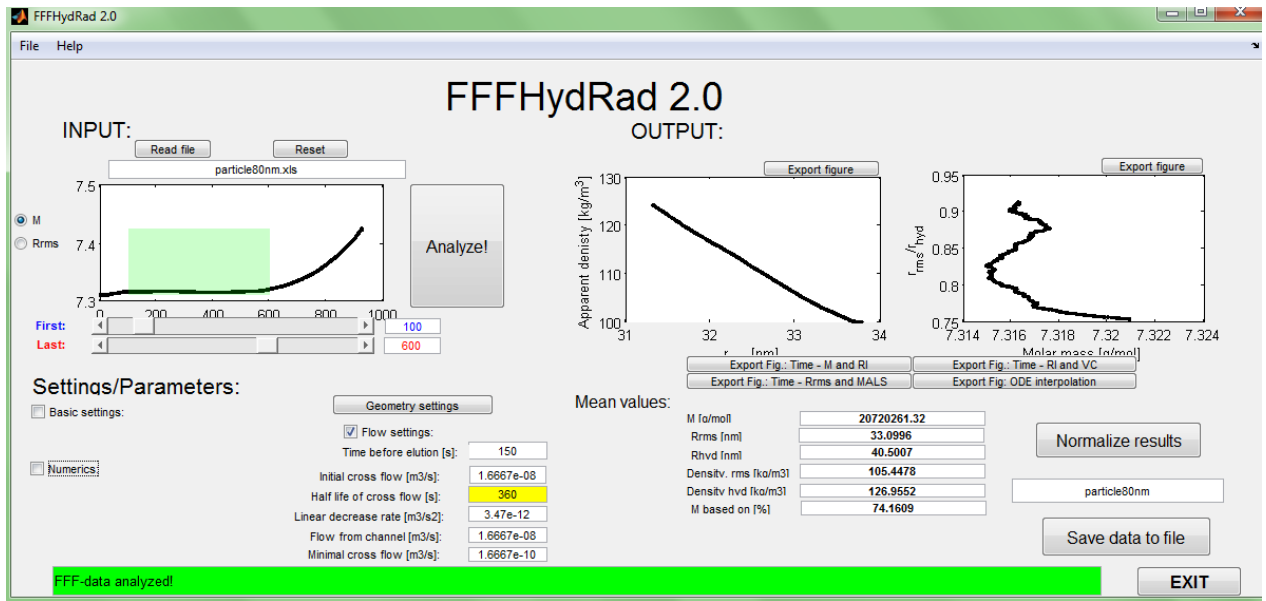 FFFHydRad 2.0
File Help
FFFHydRad 2.0
INPUT:
Read file
Reset
particle80nm.xls
M
Rrms
7.5
7.4
7.3
0 200 400 600 800 1000
Analyze!
First:
100
Last:
600
OUTPUT:
Export figure
Apparent denisty [kg/m3]
130
120
110
100
31 32 33 34
Export figure
rrms/rhyd
0.95
0.9
0.85
0.8
0.75
7.314 7.316 7.318 7.32 7.322 7.324
Molar mass [g/mol]
Export Fig.: Time - M and RI
Export Fig.: Time - RI and VC
Export Fig.: Time - Rrms and MALS
Export Fig: ODE interpolation
Settings/Parameters:
Basic settings:
Numerics:
Geometry settings
Flow settings:
Time before elution [s]: 150
Initial cross flow [m3/s]: 1.6667e-08
Half life of cross flow [s]: 360
Linear decrease rate [m3/s2]: 3.47e-12
Flow from channel [m3/s]: 1.6667e-08
Minimal cross flow [m3/s]: 1.6667e-10
Mean values:
M [g/mol] 20720261.32
Rrms [nm] 33.0996
Rhyd [nm] 40.5007
Density, rms [kg/m3] 105.4478
Density hyd [kg/m3] 126.9552
M based on [%] 74.1609
Normalize results
particle80nm
Save data to file
FFF-data analyzed!
EXIT